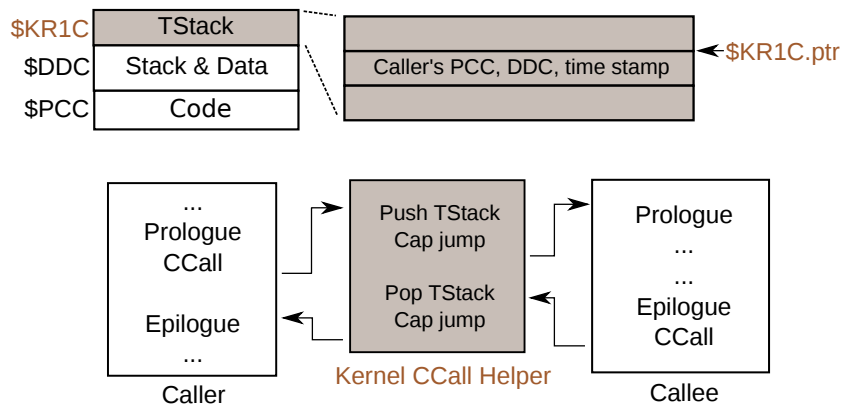 $KR1C
TStack
$DDC
Stack & Data
$PCC
Code
Caller's PCC, DDC, time stamp
$KR1C.ptr
...
Prologue
CCall
Epilogue
...
Caller
Push TStack
Cap jump
Pop TStack
Cap jump
Kernel CCall Helper
Prologue
...
...
Epilogue
CCall
Callee